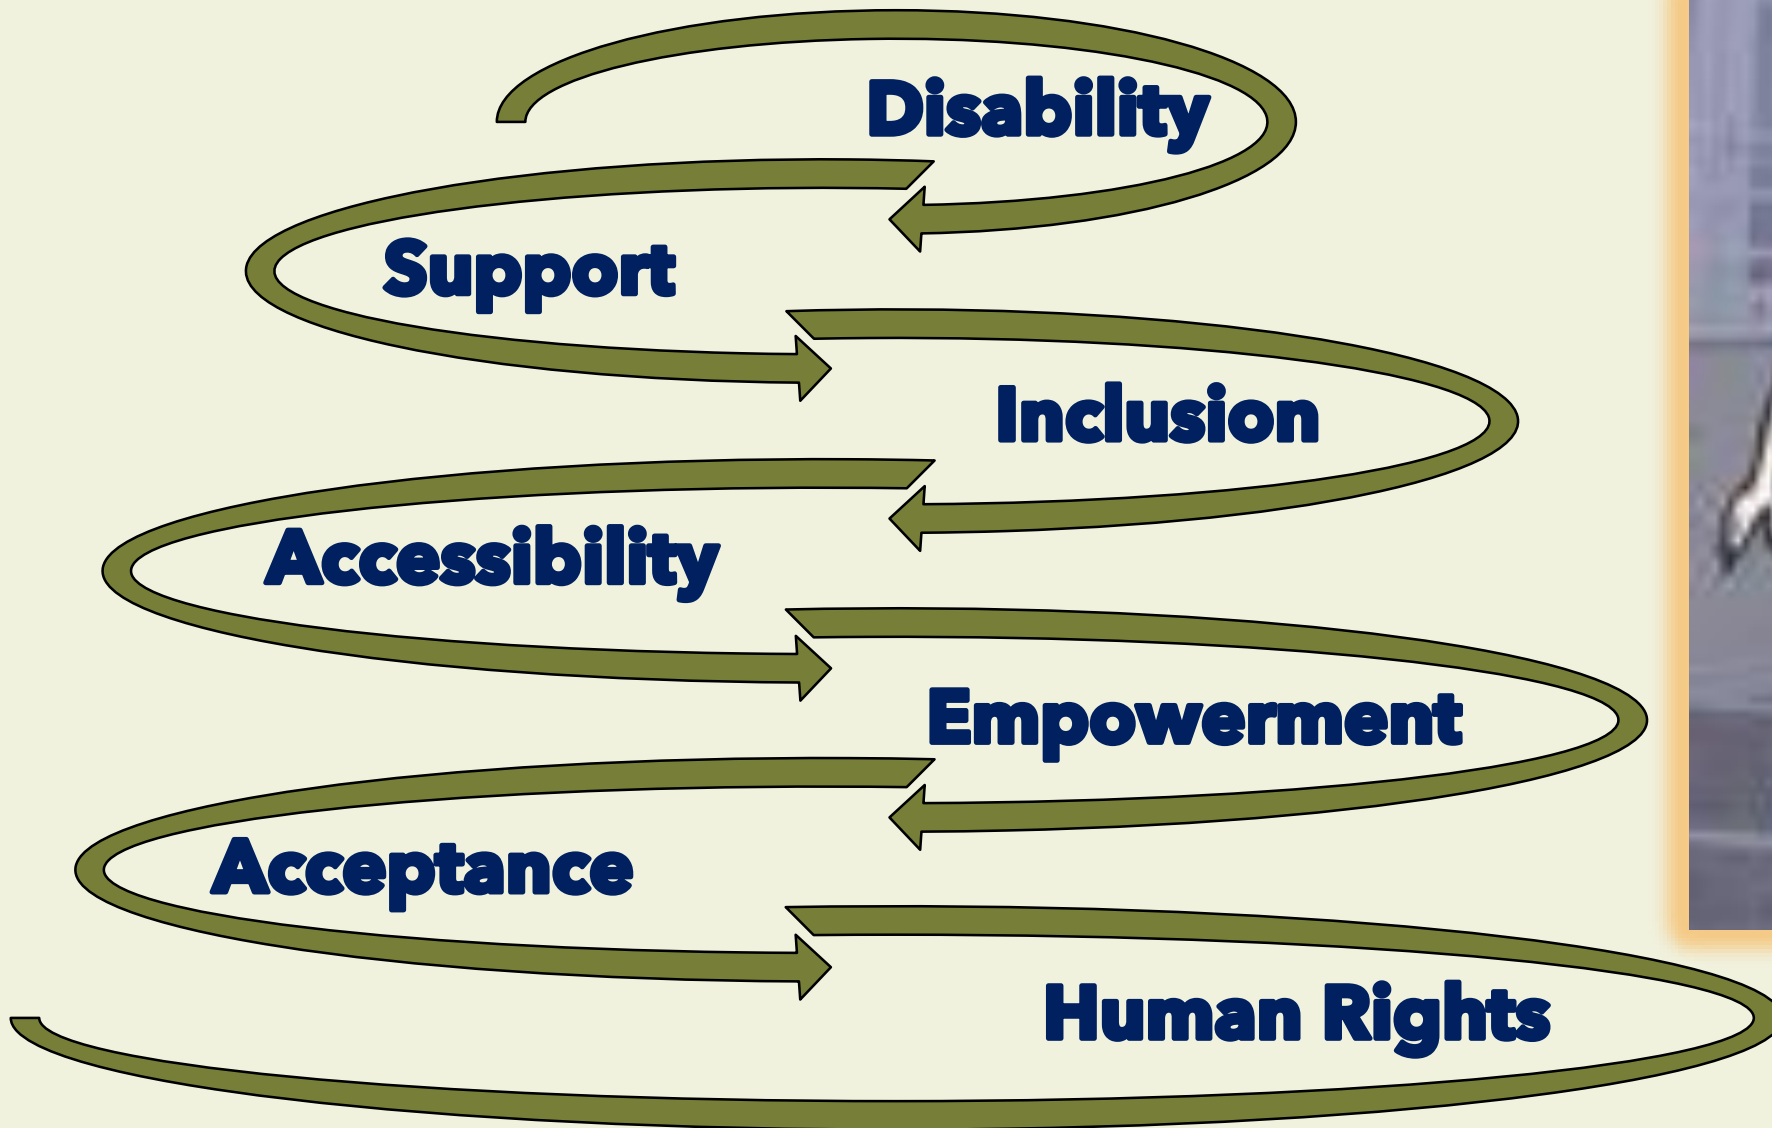 Disability
Support
Inclusion
Accessibility
Empowerment
Acceptance
Human Rights